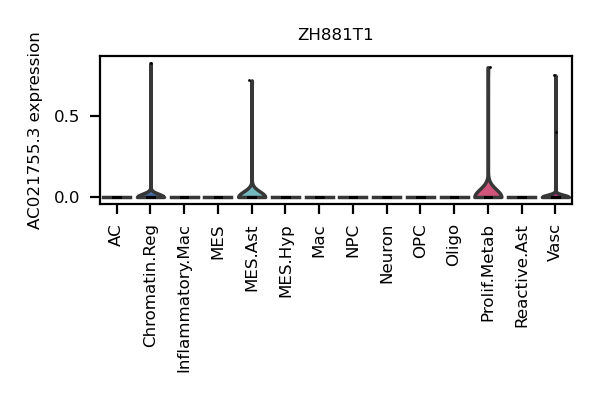 ZH881T1
AC021755.3 expression
0.5
0.0
AC
Chromatin.Reg
Inflammatory.Mac
MES
MES.Ast
MES.Hyp
Mac
NPC
Neuron
OPC
Oligo
Prolif.Metab
Reactive.Ast
Vasc